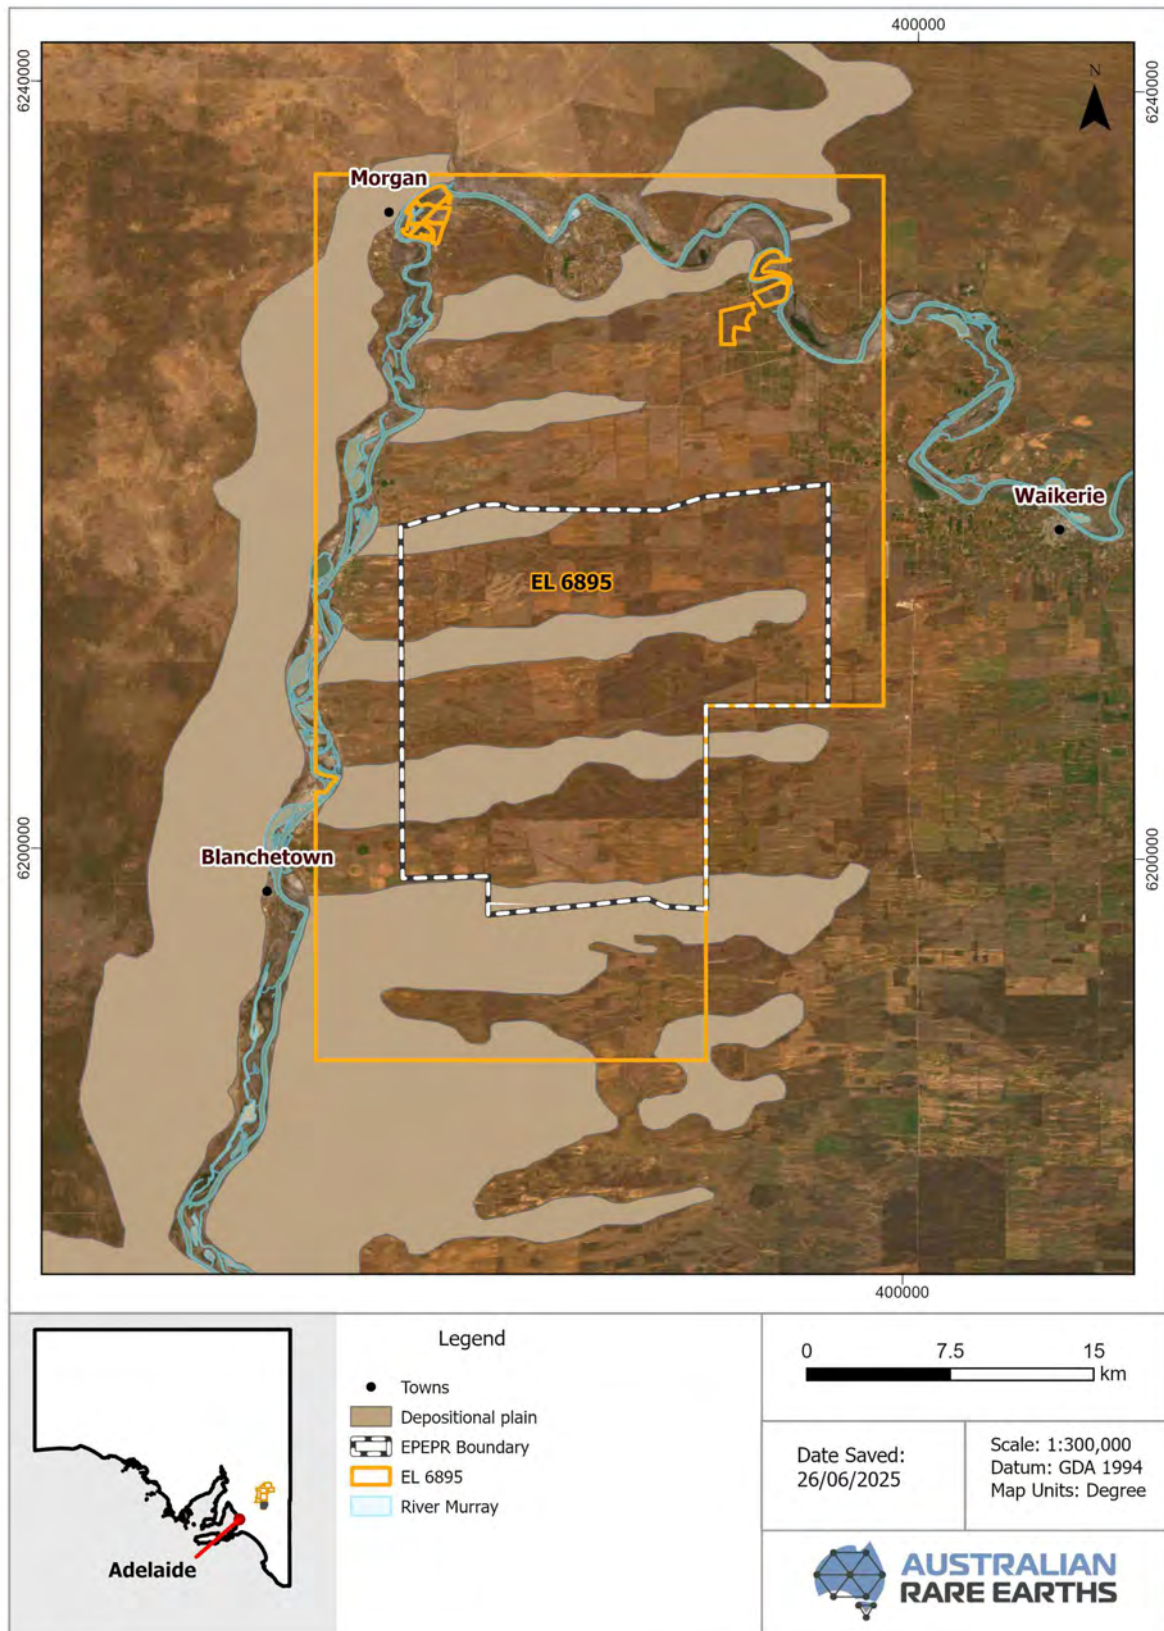 400000
6240000
6240000
N
Morgan
Waikerie
EL 6895
6200000
6200000
Blanchetown
400000
Legend
Towns
Depositional plain
EPEPR Boundary
EL 6895
River Murray
Adelaide
0 7.5 15
km
Date Saved:
26/06/2025
Scale: 1:300,000
Datum: GDA 1994
Map Units: Degree
AUSTRALIAN
RARE EARTHS